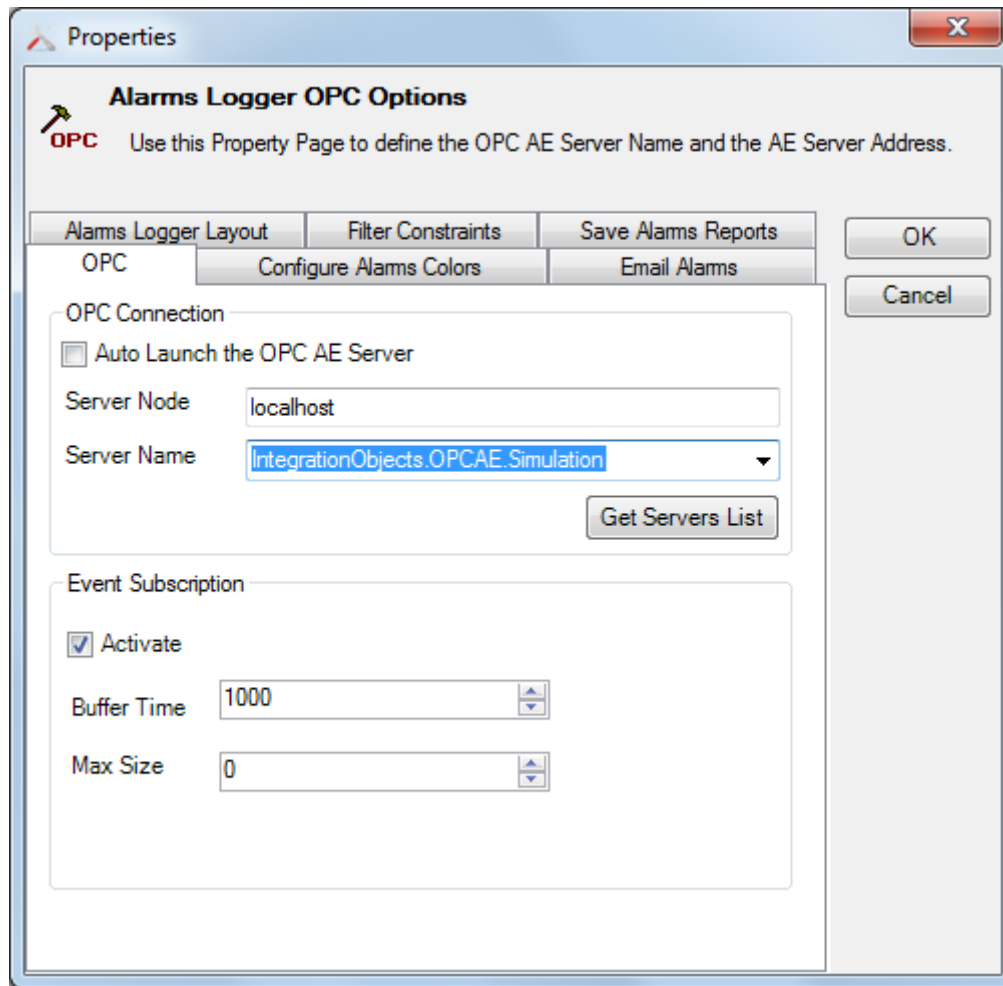 Properties
Alarms Logger OPC Options
OPC
Use this Property Page to define the OPC AE Server Name and the AE Server Address.
Alarms Logger Layout
Filter Constraints
Save Alarms Reports
OPC
Configure Alarms Colors
Email Alarms
OK
Cancel
OPC Connection
Auto Launch the OPC AE Server
Server Node
localhost
Server Name
IntegrationObjects.OPCAE.Simulation
Get Servers List
Event Subscription
Activate
Buffer Time
1000
Max Size
0